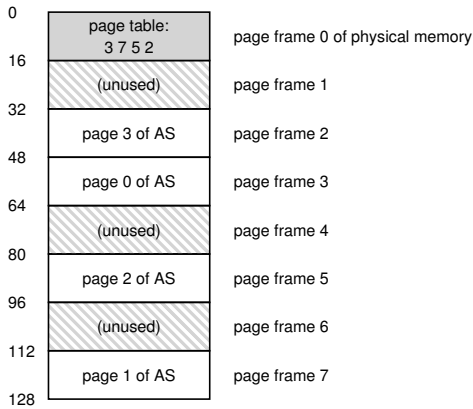 0
page table:
3 7 5 2
page frame 0 of physical memory
16
(unused)
page frame 1
32
page 3 of AS
page frame 2
48
page 0 of AS
page frame 3
64
(unused)
page frame 4
80
page 2 of AS
page frame 5
96
(unused)
page frame 6
112
page 1 of AS
page frame 7
128